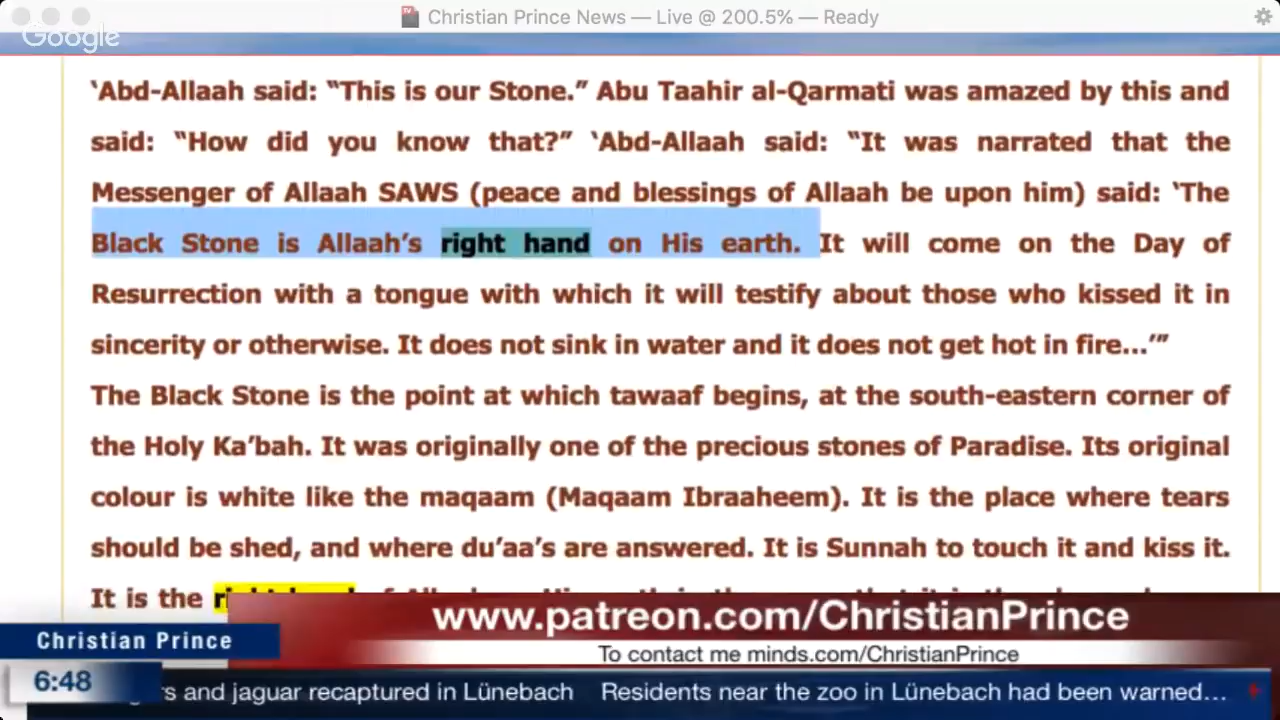 Christian Prince News — Live @ 200.5% — Ready
Google
‘Abd-Allaah said: “This is our Stone.” Abu Taahir al-Qarmati was amazed by this and
said: “How did you know that?” ‘Abd-Allaah said: “It was narrated that the
Messenger of Allaah SAWS (peace and blessings of Allaah be upon him) said: ‘The
Black Stone is Allaah’s right hand on His earth. It will come on the Day of
Resurrection with a tongue with which it will testify about those who kissed it in
sincerity or otherwise. It does not sink in water and it does not get hot in fire…’”
The Black Stone is the point at which tawaaf begins, at the south-eastern corner of
the Holy Ka’bah. It was originally one of the precious stones of Paradise. Its original
colour is white like the maqaam (Maqaam Ibraaheem). It is the place where tears
should be shed, and where du’aa’s are answered. It is Sunnah to touch it and kiss it.
It is the
www.patreon.com/ChristianPrince
Christian Prince
To contact me minds.com/ChristianPrince
6:48
and jaguar recaptured in Lünebach Residents near the zoo in Lünebach had been warned...